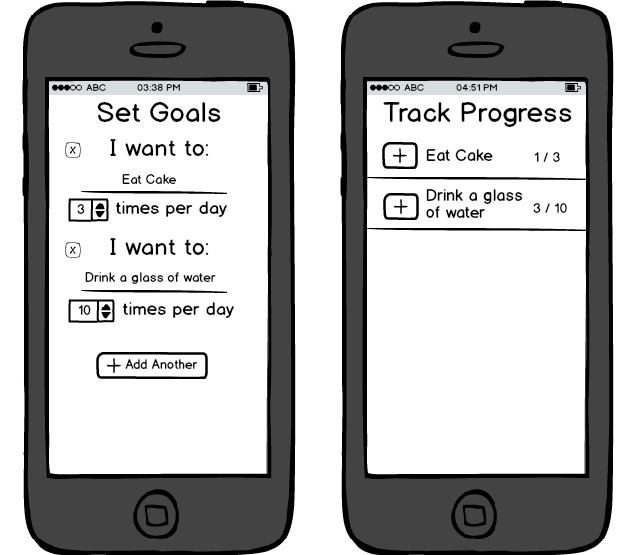 ABC 03:38 PM
Set Goals
x I want to:
Eat Cake
3 times per day
x I want to:
Drink a glass of water
10 times per day
+ Add Another
ABC 04:51 PM
Track Progress
+ Eat Cake 1 / 3
+ Drink a glass
of water 3 / 10